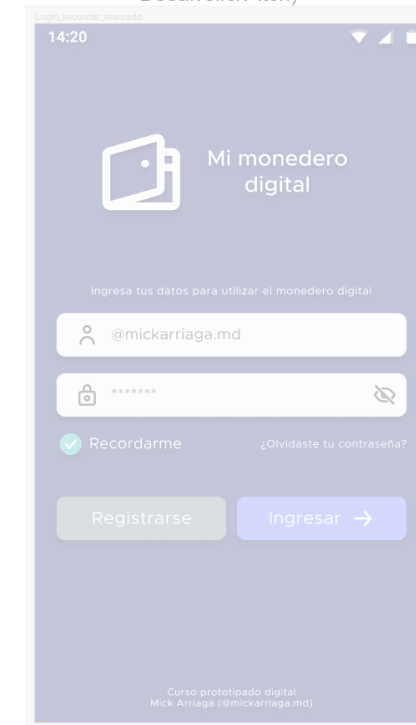 Login_recordar_marcado
14:20
Mi monedero
digital
Ingresa tus datos para utilizar el monedero digital
@mickarriaga.md
*******
Recordarme
¿Olvidáste tu contraseña?
Registrarse
Ingresar
Curso prototipado digital
Mick Arriaga (@mickarriaga.md)